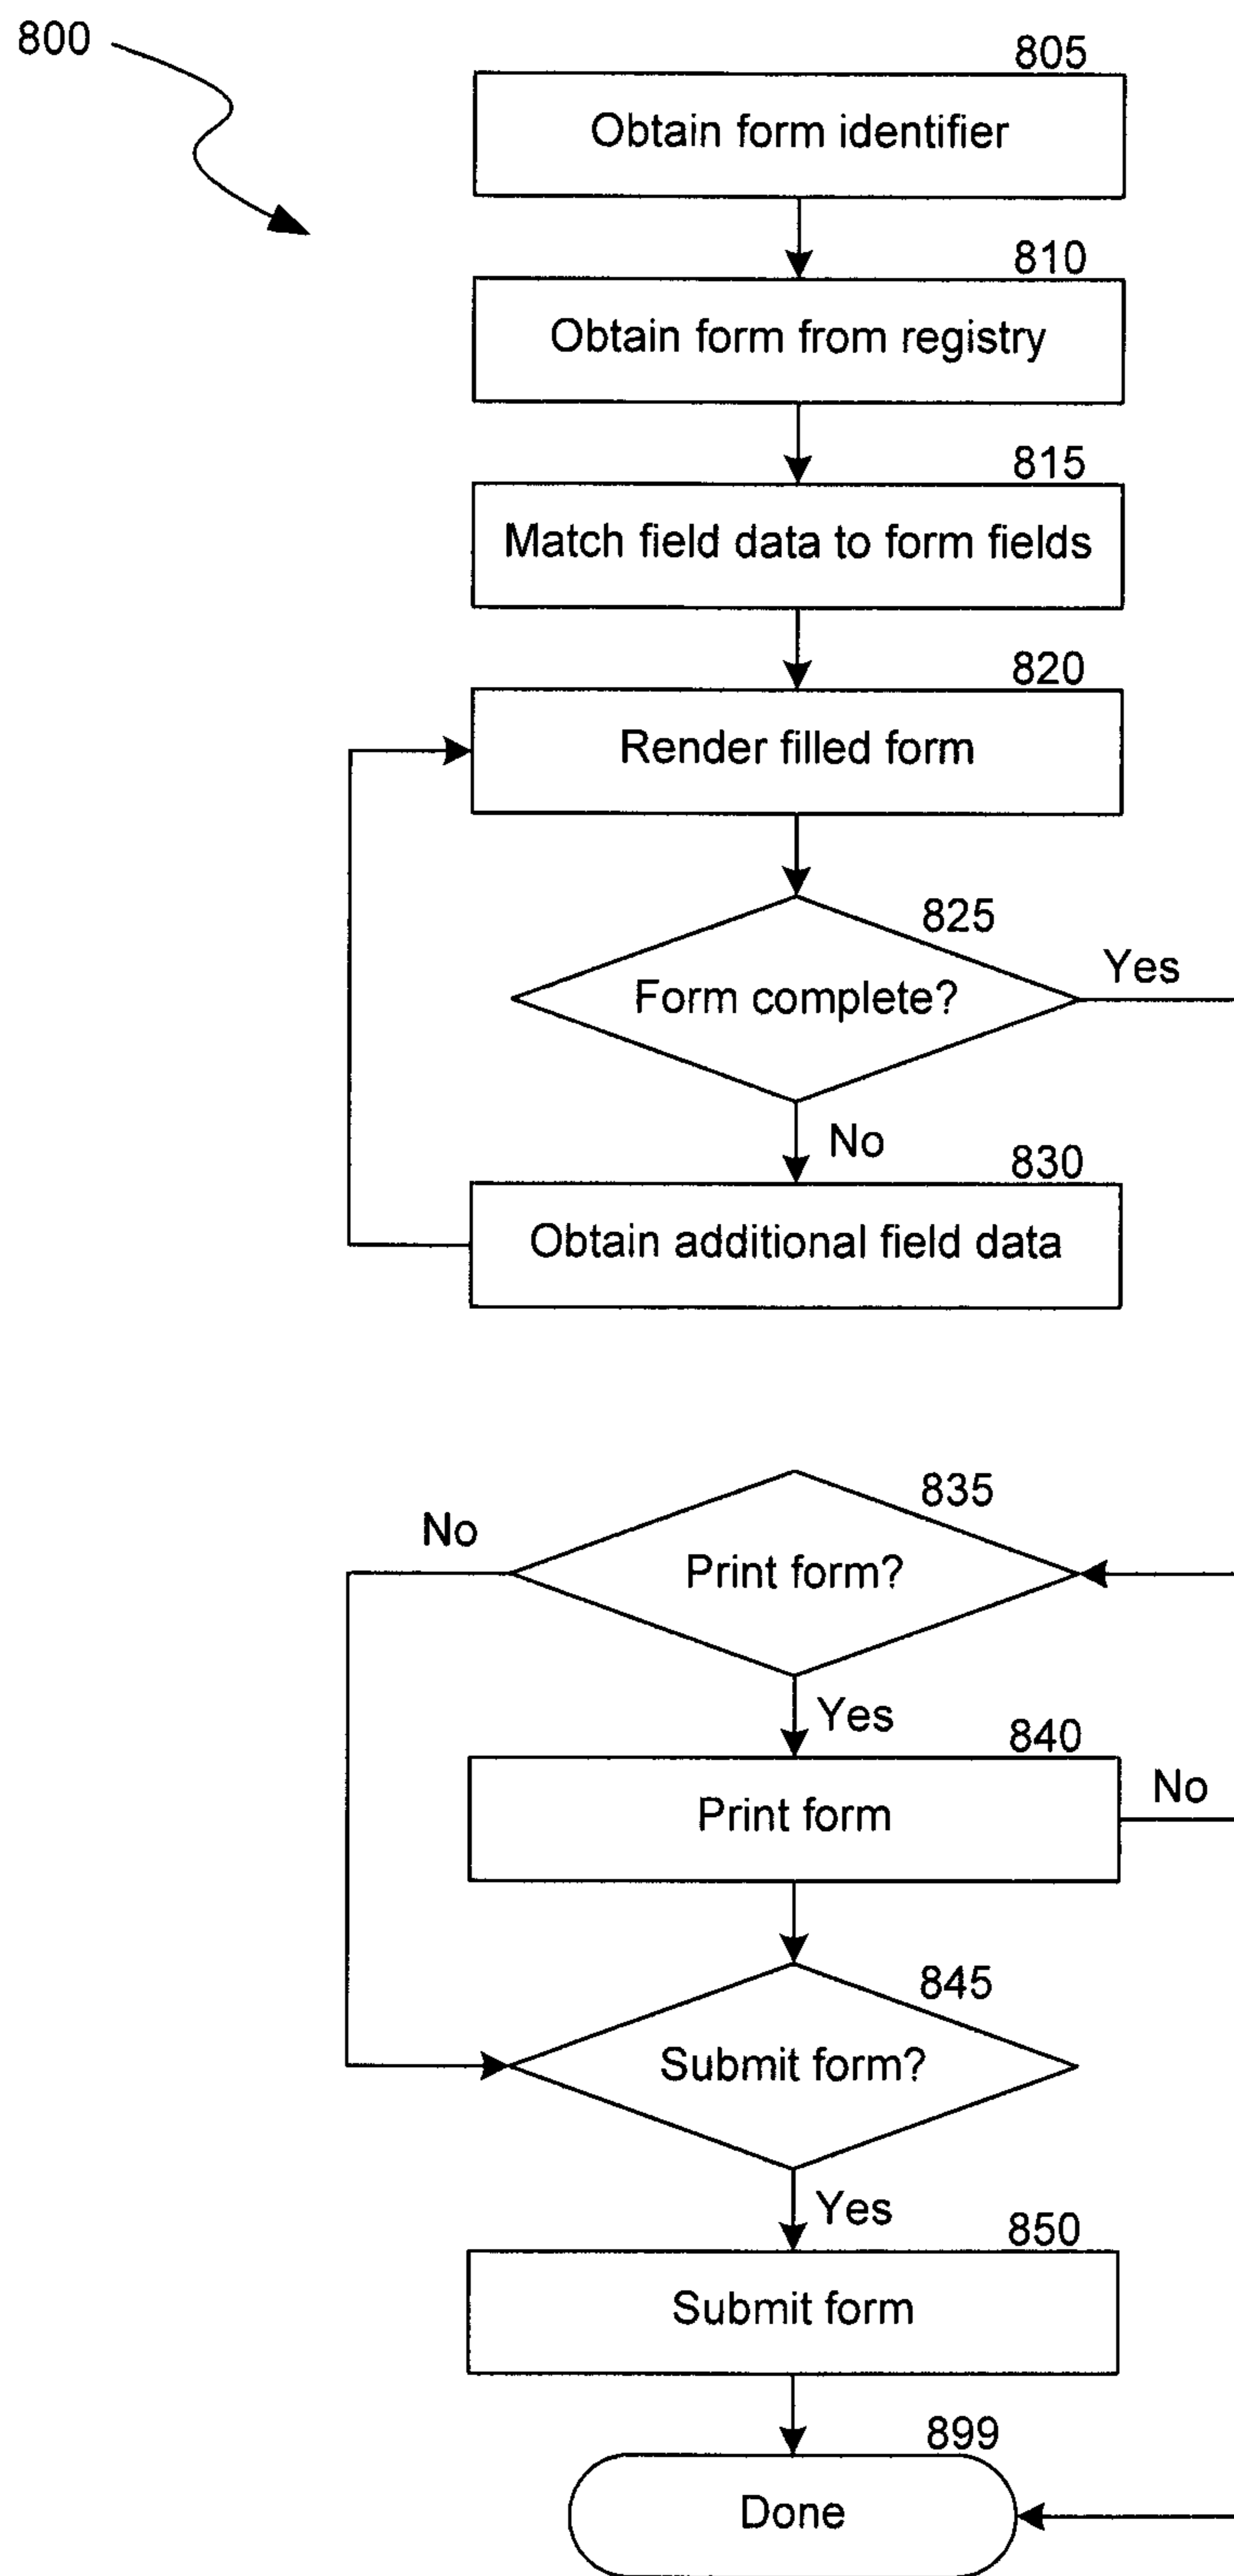 800
805
Obtain form identifier
810
Obtain form from registry
815
Match field data to form fields
820
Render filled form
825
Form complete?
Yes
No
830
Obtain additional field data
835
No
Print form?
Yes
840
Print form
No
845
Submit form?
Yes
850
Submit form
899
Done